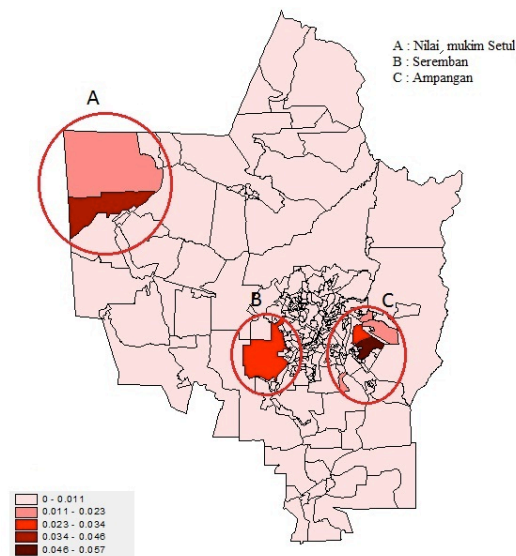 A : Nilai, mukim Setul
B : Seremban
C : Ampangan
A
B
C
0 - 0.011
0.011 - 0.023
0.023 - 0.034
0.034 - 0.046
0.046 - 0.057